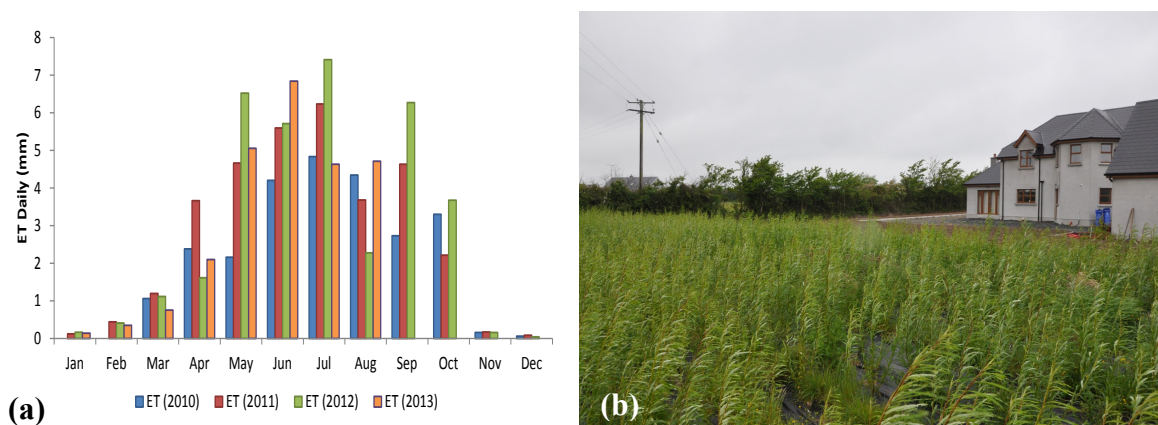 8
7
6
5
4
3
2
1
0
ET Daily (mm)
Jan Feb Mar Apr May Jun Jul Aug Sep Oct Nov Dec
ET (2010) ET (2011) ET (2012) ET (2013)
(a)
(b)